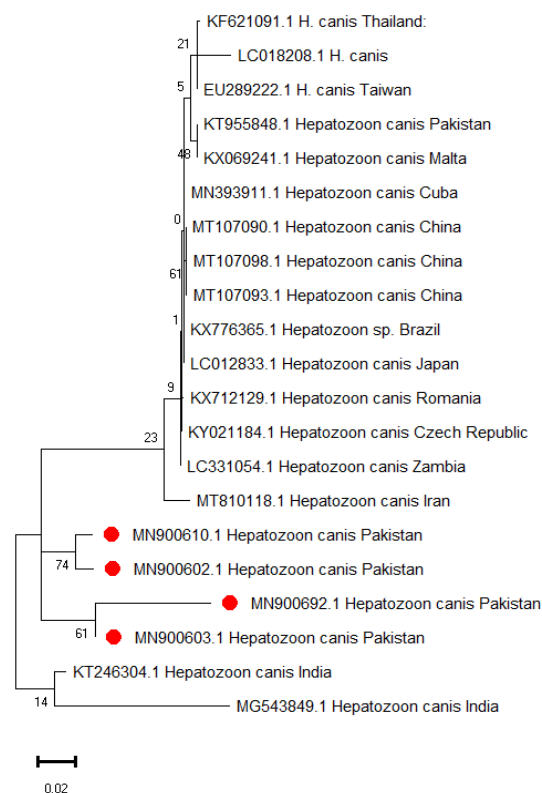 KF621091.1 H. canis Thailand:
21
LC018208.1 H. canis
5
EU289222.1 H. canis Taiwan
KT955848.1 Hepatozoon canis Pakistan
48
KX069241.1 Hepatozoon canis Malta
MN393911.1 Hepatozoon canis Cuba
0
MT107090.1 Hepatozoon canis China
MT107098.1 Hepatozoon canis China
61
MT107093.1 Hepatozoon canis China
1
KX776365.1 Hepatozoon sp. Brazil
LC012833.1 Hepatozoon canis Japan
9
KX712129.1 Hepatozoon canis Romania
KY021184.1 Hepatozoon canis Czech Republic
23
LC331054.1 Hepatozoon canis Zambia
MT810118.1 Hepatozoon canis Iran
MN900610.1 Hepatozoon canis Pakistan
74
MN900602.1 Hepatozoon canis Pakistan
MN900692.1 Hepatozoon canis Pakistan
61
MN900603.1 Hepatozoon canis Pakistan
KT246304.1 Hepatozoon canis India
14
MG543849.1 Hepatozoon canis India
0.02